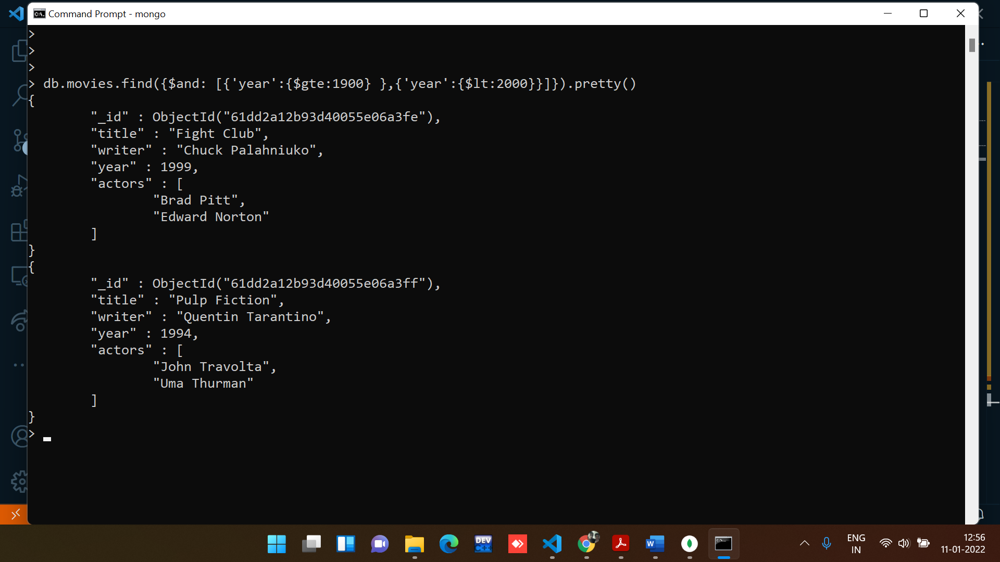 Command Prompt - mongo
>
>
>
> db.movies.find({$and: [{'year':{$gte:1900} },{'year':{$lt:2000}}]}).pretty()
{
"_id" : ObjectId("61dd2a12b93d40055e06a3fe"),
"title" : "Fight Club",
"writer" : "Chuck Palahniuko",
"year" : 1999,
"actors" : [
"Brad Pitt",
"Edward Norton"
]
}
{
"_id" : ObjectId("61dd2a12b93d40055e06a3ff"),
"title" : "Pulp Fiction",
"writer" : "Quentin Tarantino",
"year" : 1994,
"actors" : [
"John Travolta",
"Uma Thurman"
]
}
>
DEV
C++
W
ENG
IN
12:56
11-01-2022